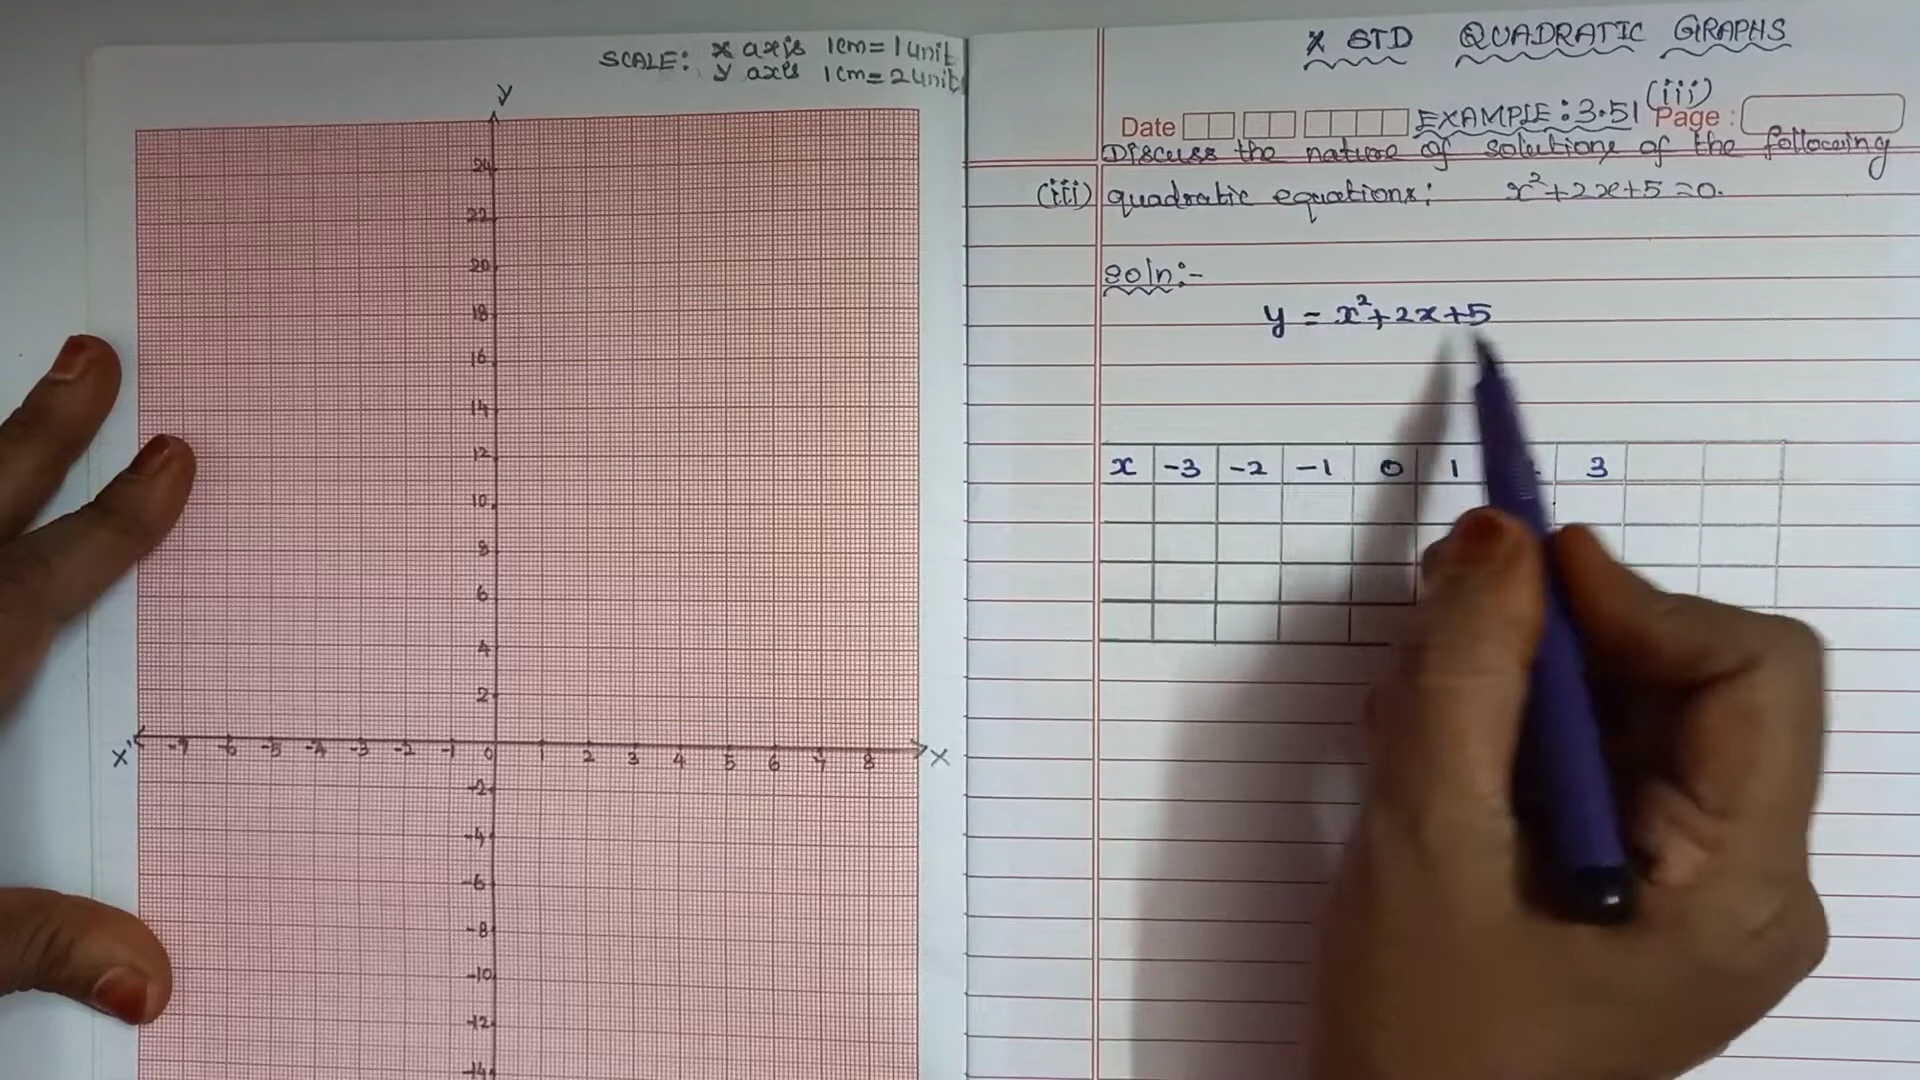 SCALE: x axis 1cm = 1 unit
y axis 1cm = 2 unit
Y
24
22
20
18
16
14
12
10
8
6
4
2
X' -7 -6 -5 -4 -3 -2 -1 0 1 2 3 4 5 6 7 8 X
-2
-4
-6
-8
-10
-12
-14
X STD QUADRATIC GRAPHS
Date EXAMPLE: 3.51 (iii) Page :
Discuss the nature of solutions of the following
(iii) quadratic equations: x²+2x+5=0.
Soln:-
y = x²+2x+5
x -3 -2 -1 0 1 3